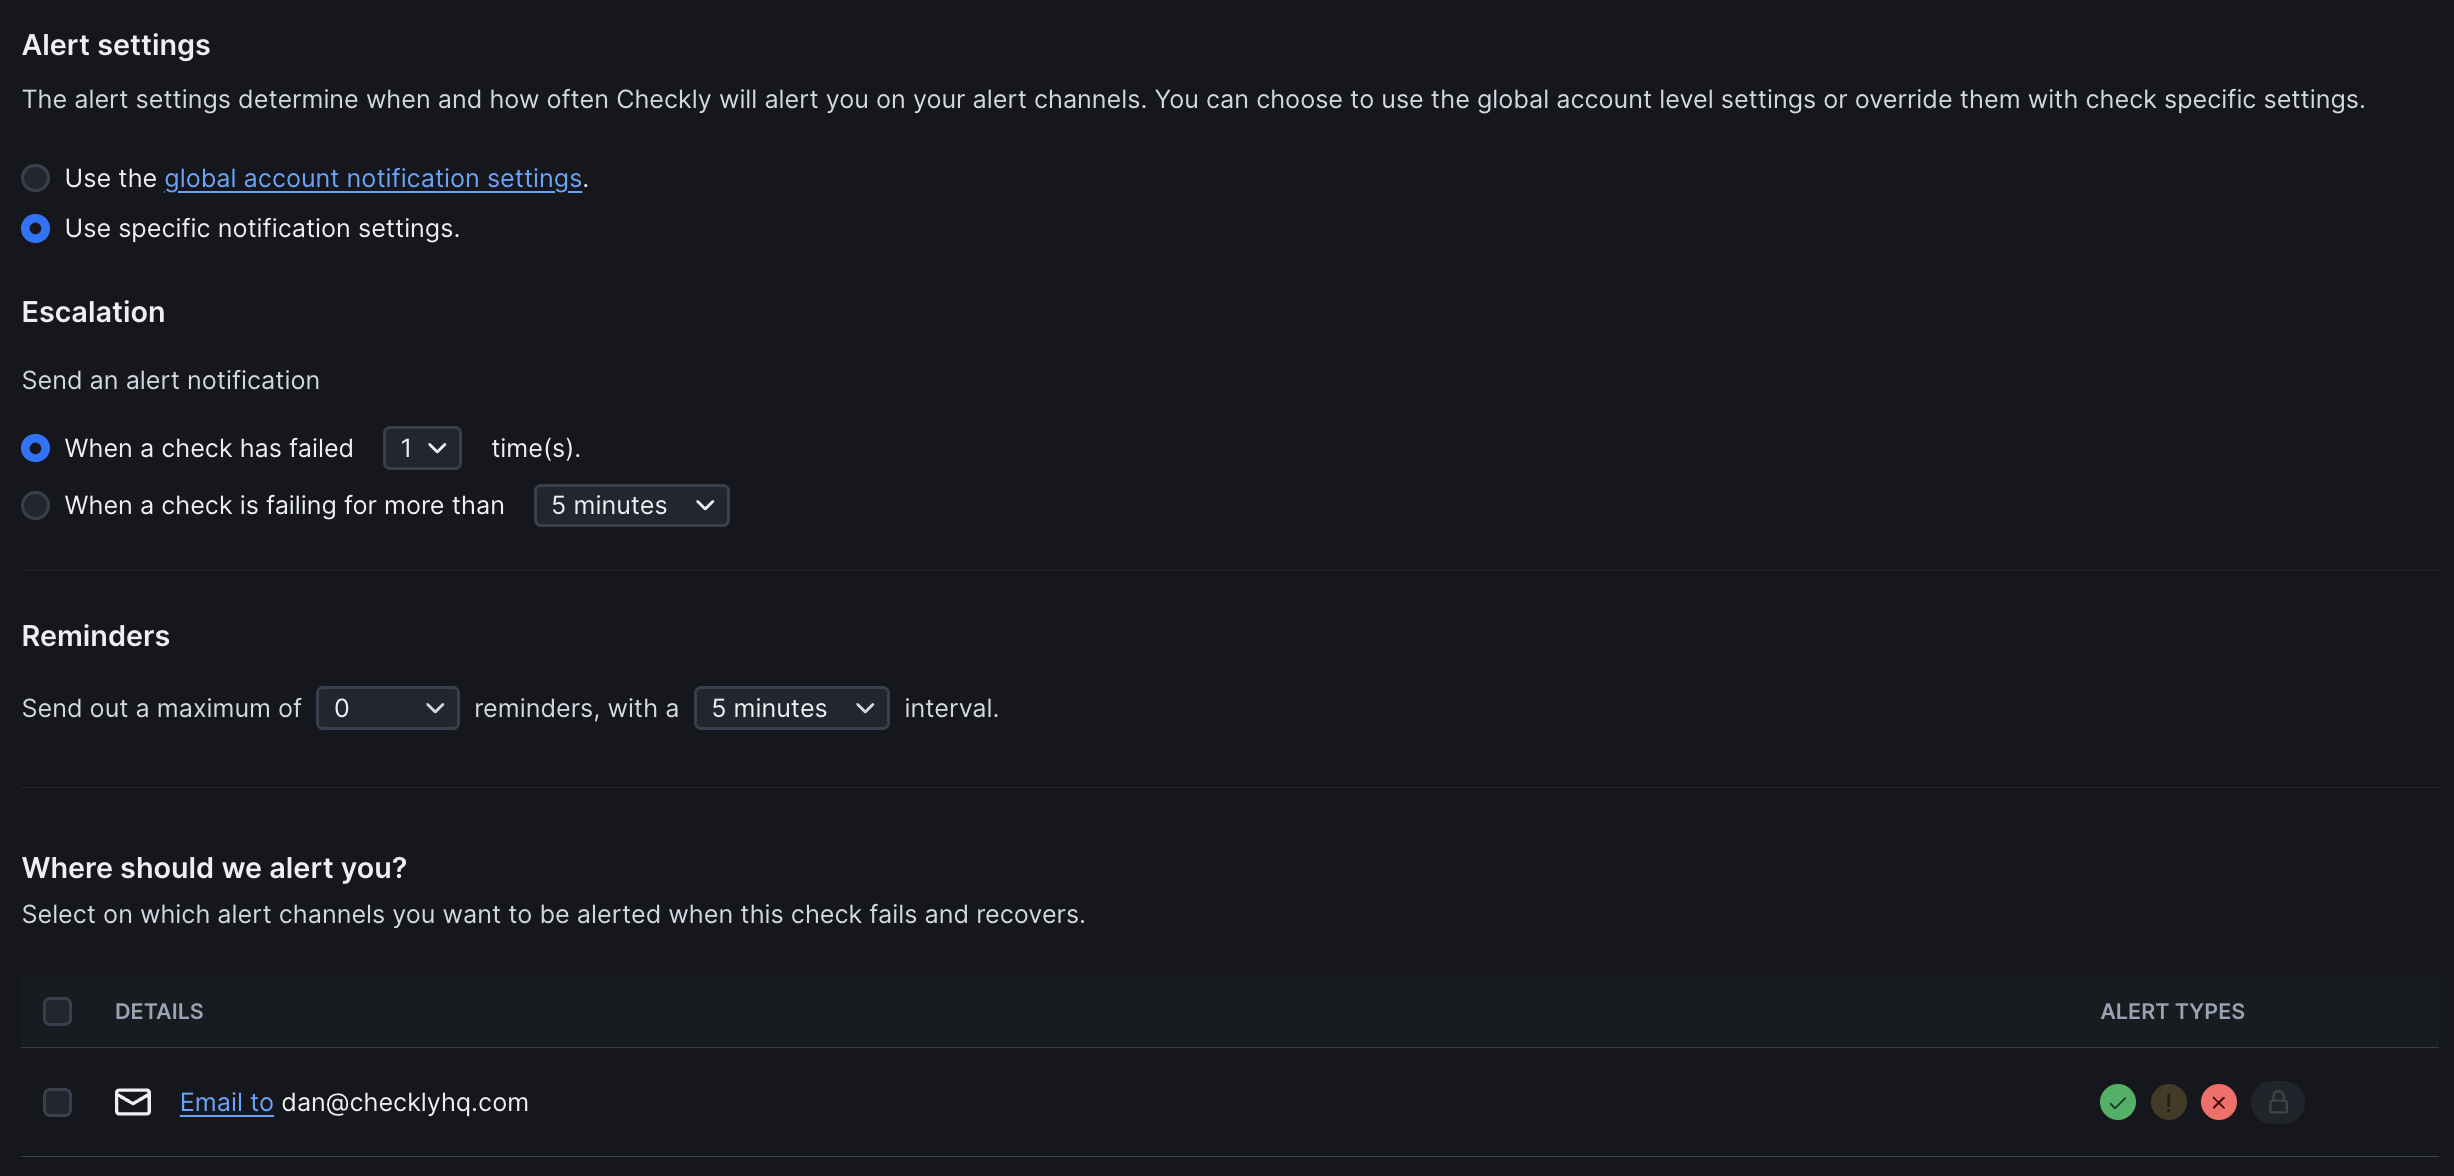 Alert settings
The alert settings determine when and how often Checkly will alert you on your alert channels. You can choose to use the global account level settings or override them with check specific settings.
Use the global account notification settings.
Use specific notification settings.
Escalation
Send an alert notification
When a check has failed 1 time(s).
When a check is failing for more than 5 minutes
Reminders
Send out a maximum of 0 reminders, with a 5 minutes interval.
Where should we alert you?
Select on which alert channels you want to be alerted when this check fails and recovers.
DETAILS ALERT TYPES
Email to dan@checklyhq.com